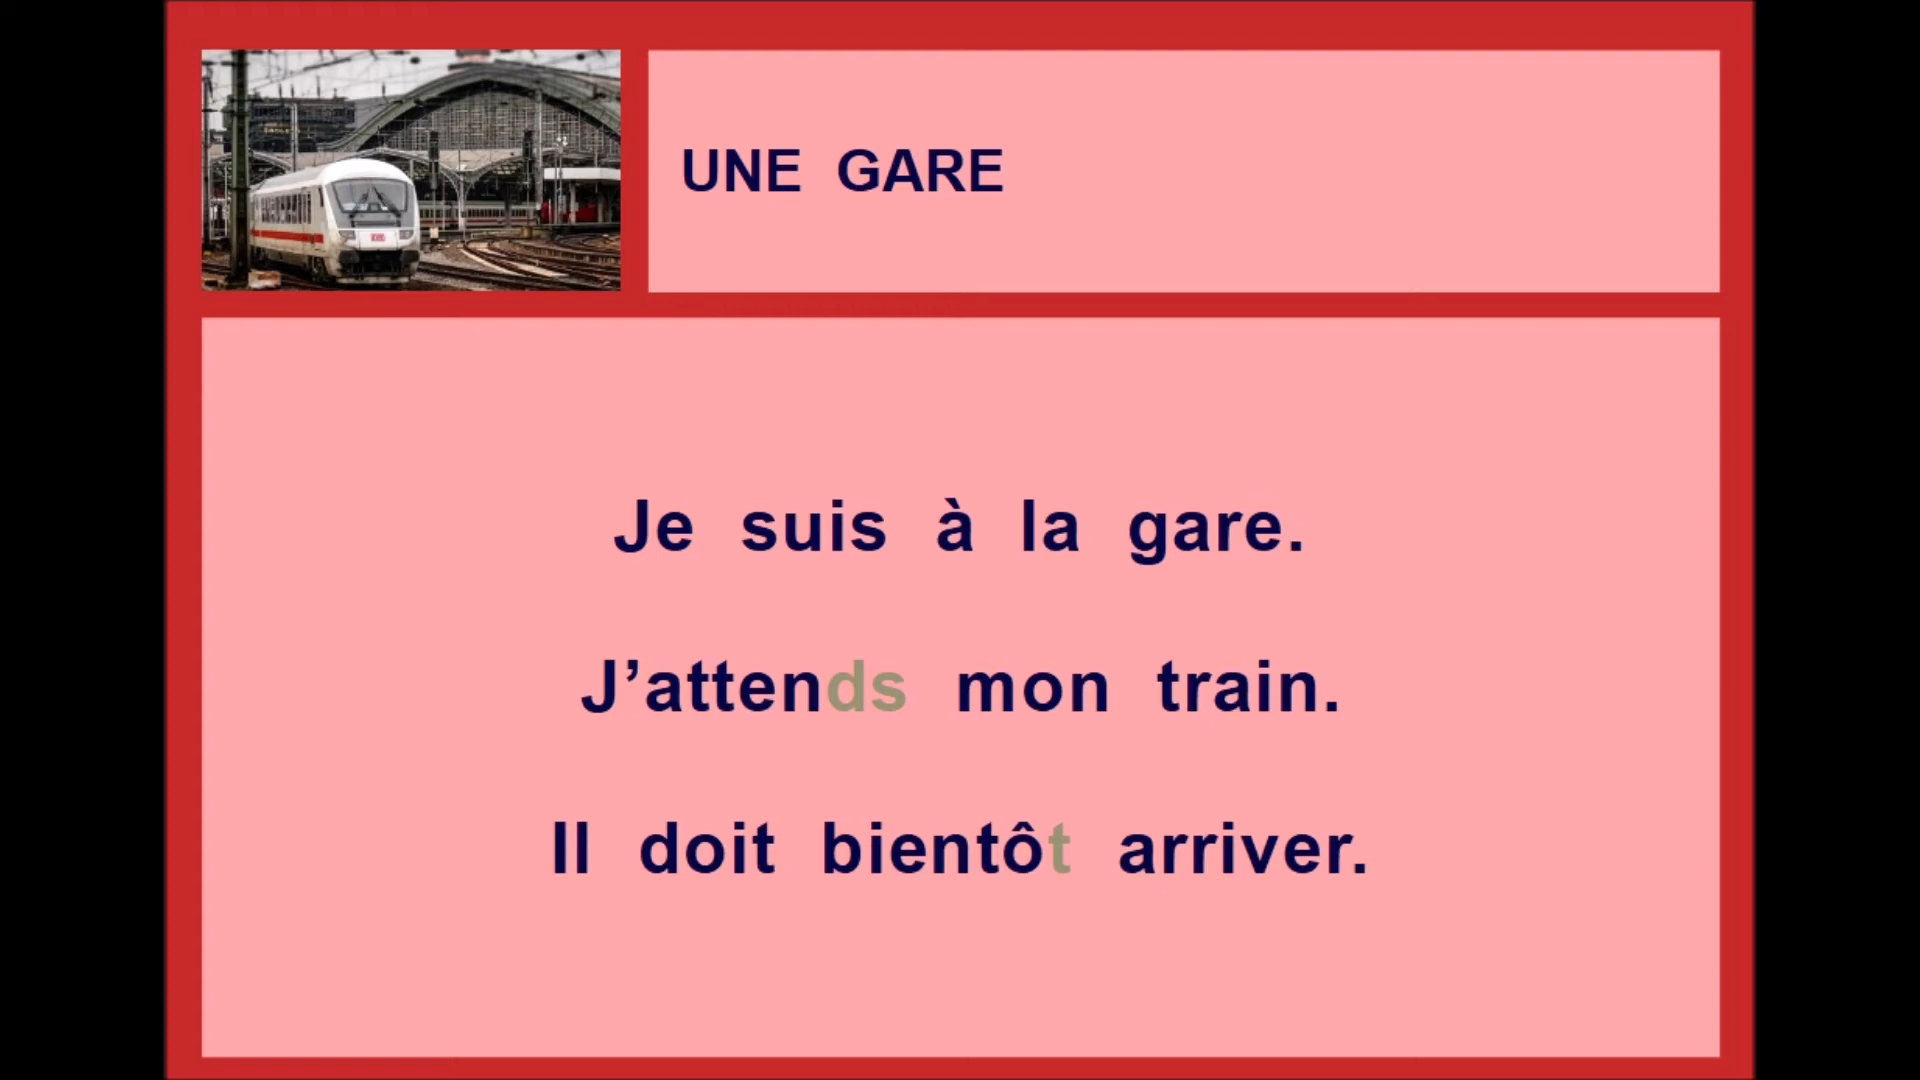 UNE GARE
Je suis à la gare.
J’attends mon train.
Il doit bientôt arriver.